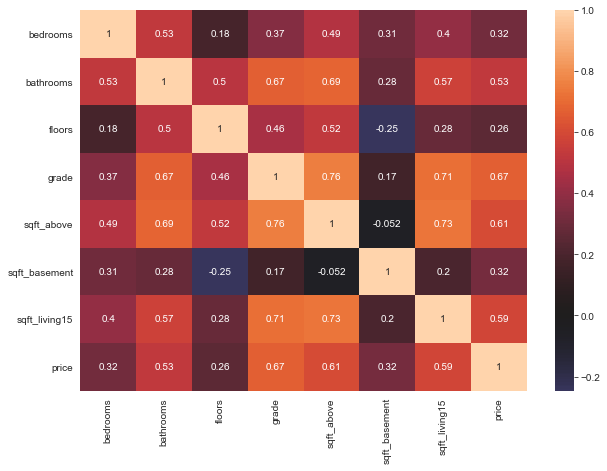 bedrooms 1 0.53 0.18 0.37 0.49 0.31 0.4 0.32
bathrooms 0.53 1 0.5 0.67 0.69 0.28 0.57 0.53
floors 0.18 0.5 1 0.46 0.52 -0.25 0.28 0.26
grade 0.37 0.67 0.46 1 0.76 0.17 0.71 0.67
sqft_above 0.49 0.69 0.52 0.76 1 -0.052 0.73 0.61
sqft_basement 0.31 0.28 -0.25 0.17 -0.052 1 0.2 0.32
sqft_living15 0.4 0.57 0.28 0.71 0.73 0.2 1 0.59
price 0.32 0.53 0.26 0.67 0.61 0.32 0.59 1
bedrooms bathrooms floors grade sqft_above sqft_basement sqft_living15 price
1.0
0.8
0.6
0.4
0.2
0.0
-0.2